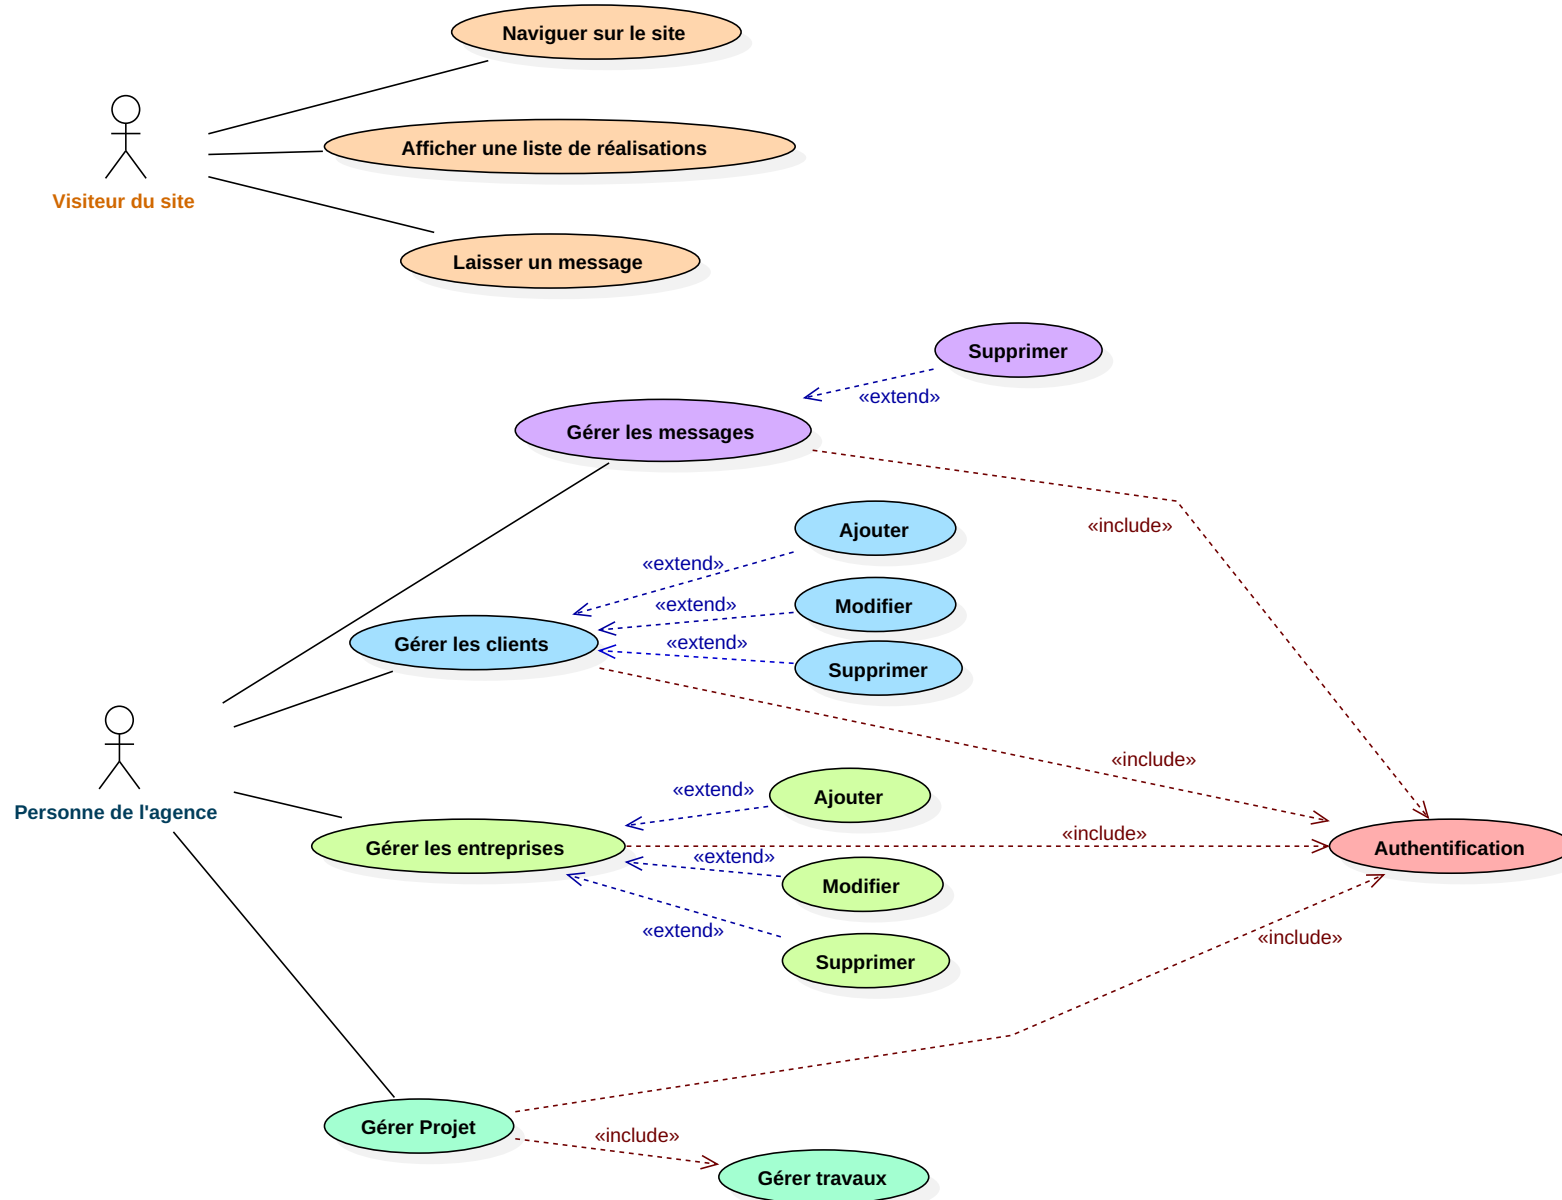 Naviguer sur le site
Afficher une liste de réalisations
Visiteur du site
Laisser un message
Supprimer
«extend»
Gérer les messages
«include»
Ajouter
«extend»
Modifier
«extend»
Gérer les clients
«extend»
Supprimer
«include»
«extend»
Ajouter
Personne de l'agence
«include»
Gérer les entreprises
«extend»
Authentification
Modifier
«extend»
«include»
Supprimer
Gérer Projet
«include»
Gérer travaux